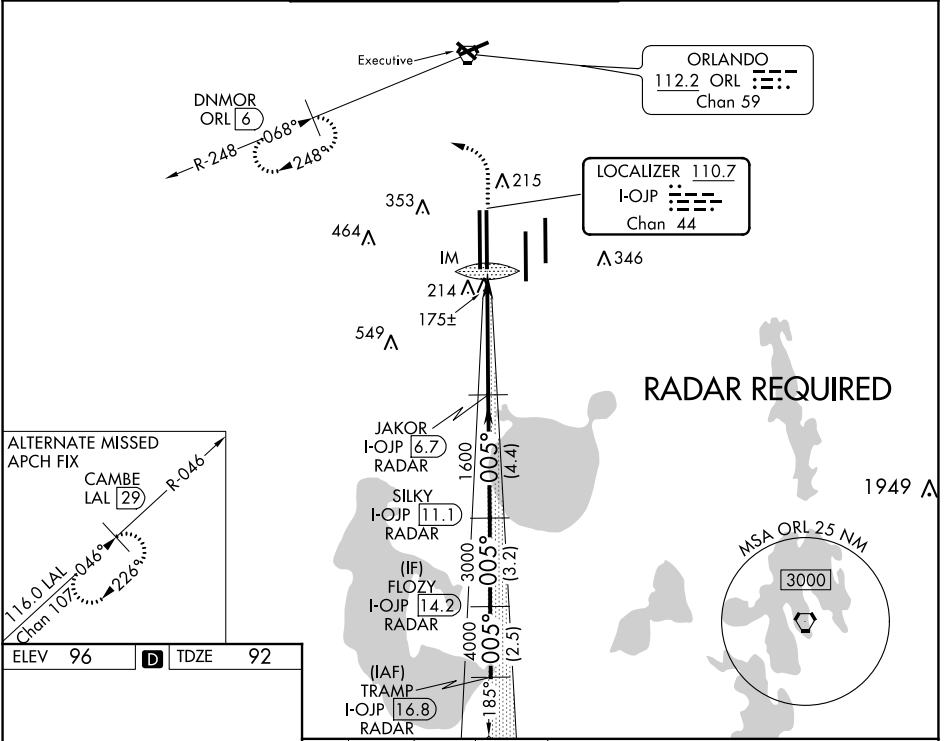 Executive
ORLANDO
112.2 ORL
Chan 59
DNMOR
ORL 6
R-248
068°
248°
LOCALIZER 110.7
I-OJP
Chan 44
215
353
464
IM
346
214
175±
549
RADAR REQUIRED
JAKOR
I-OJP 6.7
RADAR
1600
005°
(4.4)
ALTERNATE MISSED
APCH FIX
CAMBE
LAL 29
R-046
046°
226°
116.0 LAL
Chan 107
1949
SILKY
I-OJP 11.1
RADAR
3000
005°
(3.2)
MSA ORL 25 NM
3000
(IF)
FLOZY
I-OJP 14.2
RADAR
4000
005°
(2.5)
ELEV 96 D TDZE 92
(IAF)
TRAMP
I-OJP 16.8
RADAR
185°